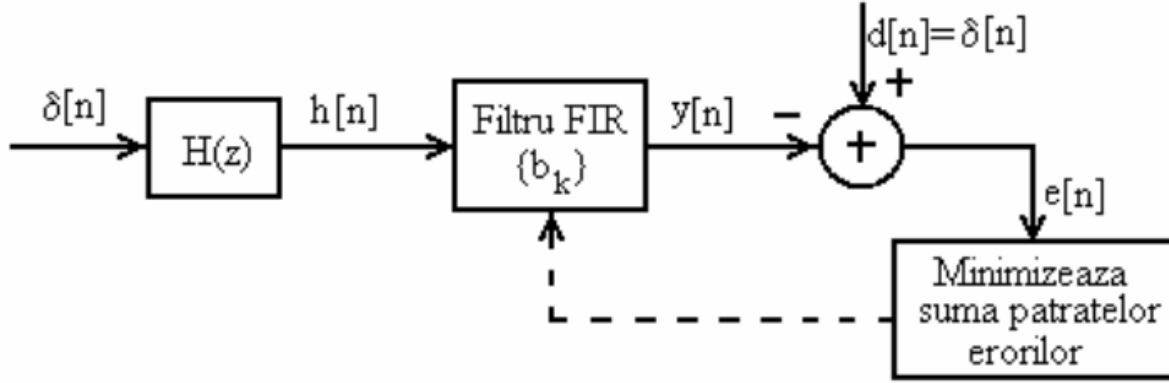 δ[n]
H(z)
h[n]
Filtru FIR
{b_k}
y[n]
−
d[n]=δ[n]
+
+
e[n]
Minimizeaza
suma patratelor
erorilor